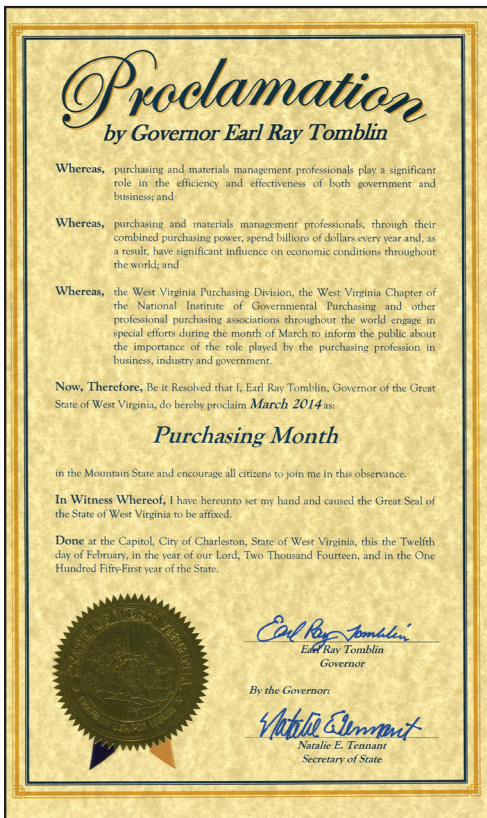 Proclamation
by Governor Earl Ray Tomblin
Whereas, purchasing and materials management professionals play a significant
role in the efficiency and effectiveness of both government and
business; and
Whereas, purchasing and materials management professionals, through their
combined purchasing power, spend billions of dollars every year and, as
a result, have significant influence on economic conditions throughout
the world; and
Whereas, the West Virginia Purchasing Division, the West Virginia Chapter of
the National Institute of Governmental Purchasing and other
professional purchasing associations throughout the world engage in
special efforts during the month of March to inform the public about
the importance of the role played by the purchasing profession in
business, industry and government.
Now, Therefore, Be it Resolved that I, Earl Ray Tomblin, Governor of the Great
State of West Virginia, do hereby proclaim March 2014 as:
Purchasing Month
in the Mountain State and encourage all citizens to join me in this observance.
In Witness Whereof, I have hereunto set my hand and caused the Great Seal of
the State of West Virginia to be affixed.
Done at the Capitol, City of Charleston, State of West Virginia, this the Twelfth
day of February, in the year of our Lord, Two Thousand Fourteen, and in the One
Hundred Fifty-First year of the State.
Earl Ray Tomblin
Earl Ray Tomblin
Governor
By the Governor:
Natalie E Tennant
Natalie E. Tennant
Secretary of State